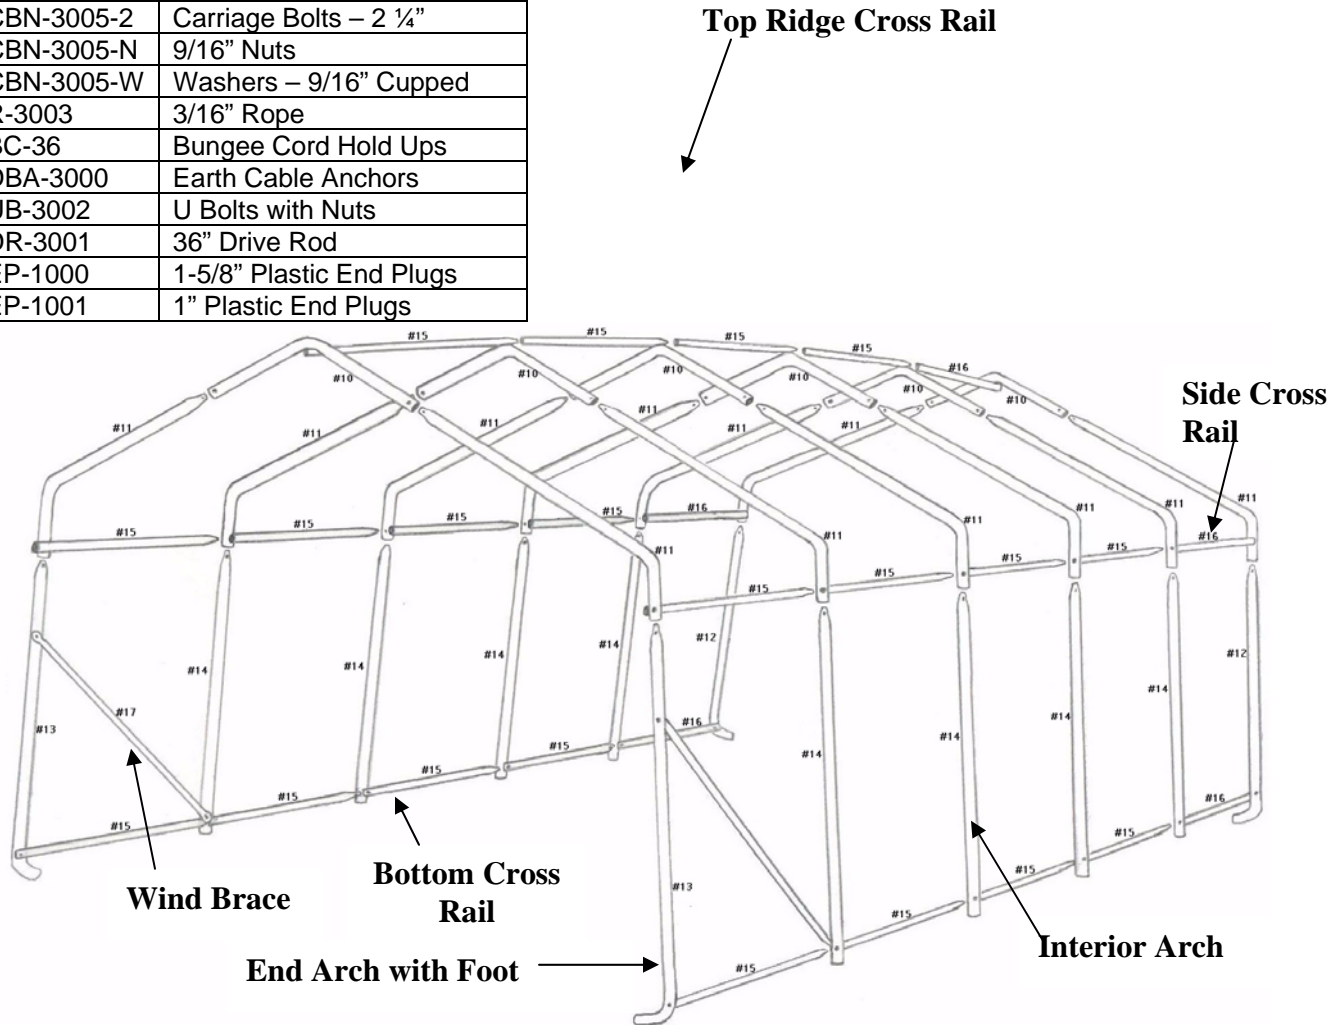 CBN-3005-2 Carriage Bolts – 2 ¼”
CBN-3005-N 9/16” Nuts
CBN-3005-W Washers – 9/16” Cupped
R-3003 3/16” Rope
BC-36 Bungee Cord Hold Ups
DBA-3000 Earth Cable Anchors
UB-3002 U Bolts with Nuts
DR-3001 36” Drive Rod
EP-1000 1-5/8” Plastic End Plugs
EP-1001 1” Plastic End Plugs
Top Ridge Cross Rail
#15 #15 #15 #15 #16
#10 #10 #10 #10 #10 #10
Side Cross
Rail
#11 #11 #11 #11 #11 #11
#11 #11 #11 #11 #11 #11
#15 #15 #15 #15 #16
#15 #15 #15 #15 #16
#13 #14 #14 #14 #14 #12
#17
#15 #15 #15 #15 #16
#13 #14 #14 #14 #14 #12
#15 #15 #15 #15 #16
Wind Brace
Bottom Cross
Rail
End Arch with Foot
Interior Arch